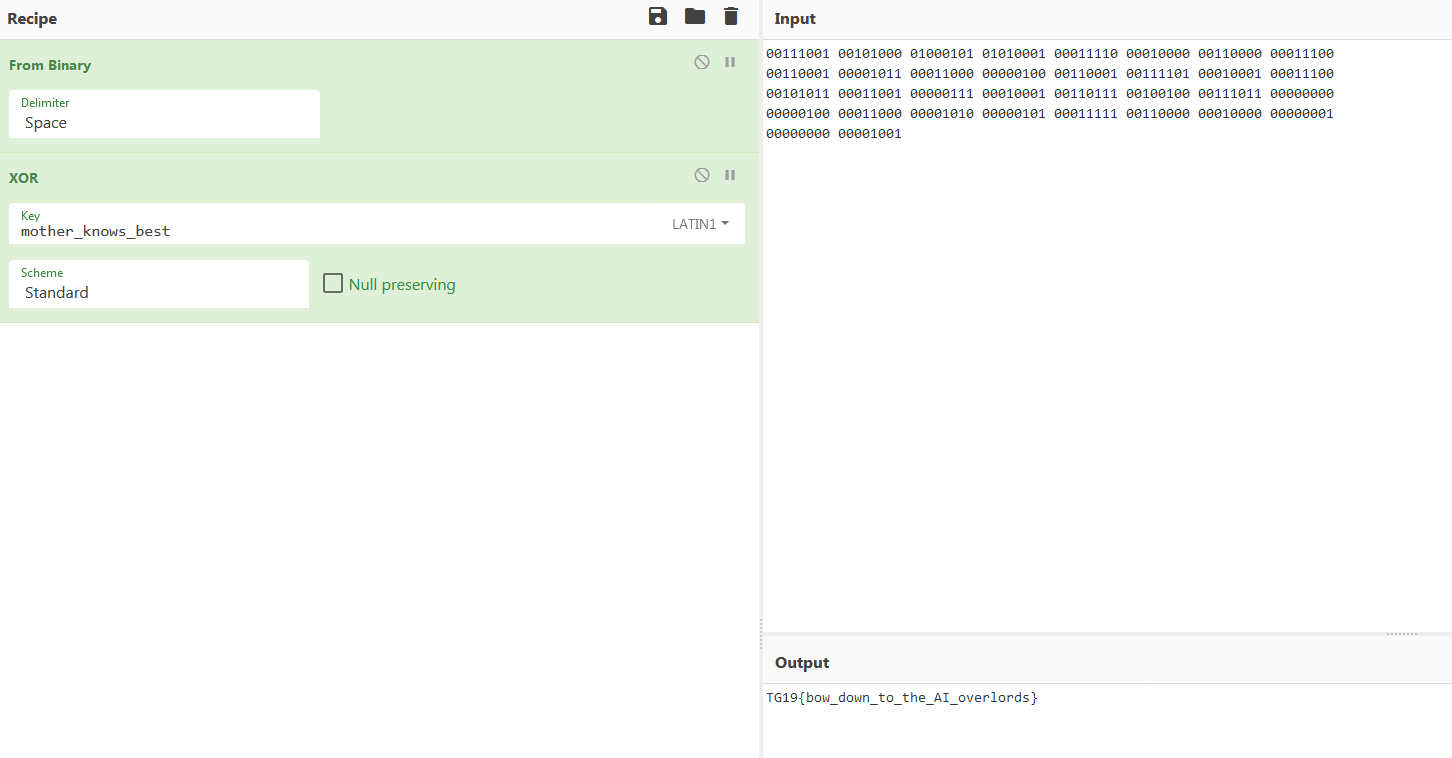 Recipe
From Binary
Delimiter
Space
XOR
Key
mother_knows_best
LATIN1
Scheme
Standard
Null preserving
Input
00111001 00101000 01000101 01010001 00011110 00010000 00110000 00011100
00110001 00001011 00011000 00000100 00110001 00111101 00010001 00011100
00101011 00011001 00000111 00010001 00110111 00100100 00111011 00000000
00000100 00011000 00001010 00000101 00011111 00110000 00010000 00000001
00000000 00001001
Output
TG19{bow_down_to_the_AI_overlords}